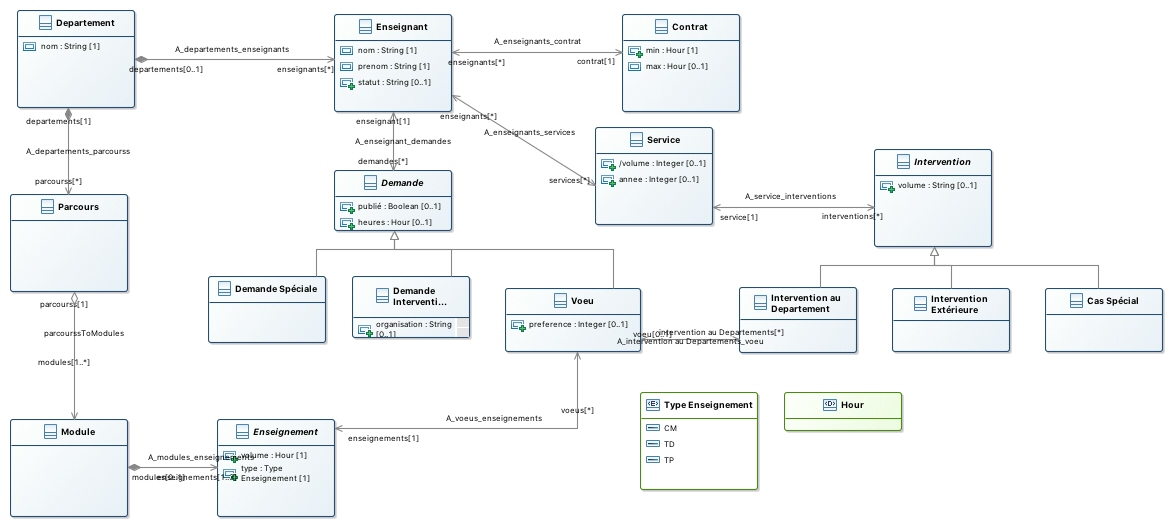 Departement
nom : String [1]
Enseignant
nom : String [1]
prenom : String [1]
statut : String [0..1]
Contrat
min : Hour [1]
max : Hour [0..1]
A_departements_enseignants
departements[0..1]
enseignants[*]
A_enseignants_contrat
enseignants[*]
contrat[1]
departements[1]
A_departements_parcourss
parcourss[*]
enseignant[1]
A_enseignant_demandes
demandes[*]
enseignants[*]
A_enseignants_services
services[*]
Service
/volume : Integer [0..1]
annee : Integer [0..1]
Intervention
volume : String [0..1]
A_service_interventions
service[1]
interventions[*]
Parcours
Demande
publié : Boolean [0..1]
heures : Hour [0..1]
Demande Spéciale
Demande
Interventi...
organisation : String
[0..1]
Voeu
preference : Integer [0..1]
Intervention au
Departement
Intervention
Extérieure
Cas Spécial
parcourss[1]
parcourssToModules
modules[1..*]
voeu[0..1]
intervention au Departements[*]
A_intervention au Departements_voeu
Module
Enseignement
volume : Hour [1]
type : Type
Enseignement [1]
A_modules_enseignements
A_voeus_enseignements
voeus[*]
enseignements[1]
Type Enseignement
CM
TD
TP
Hour